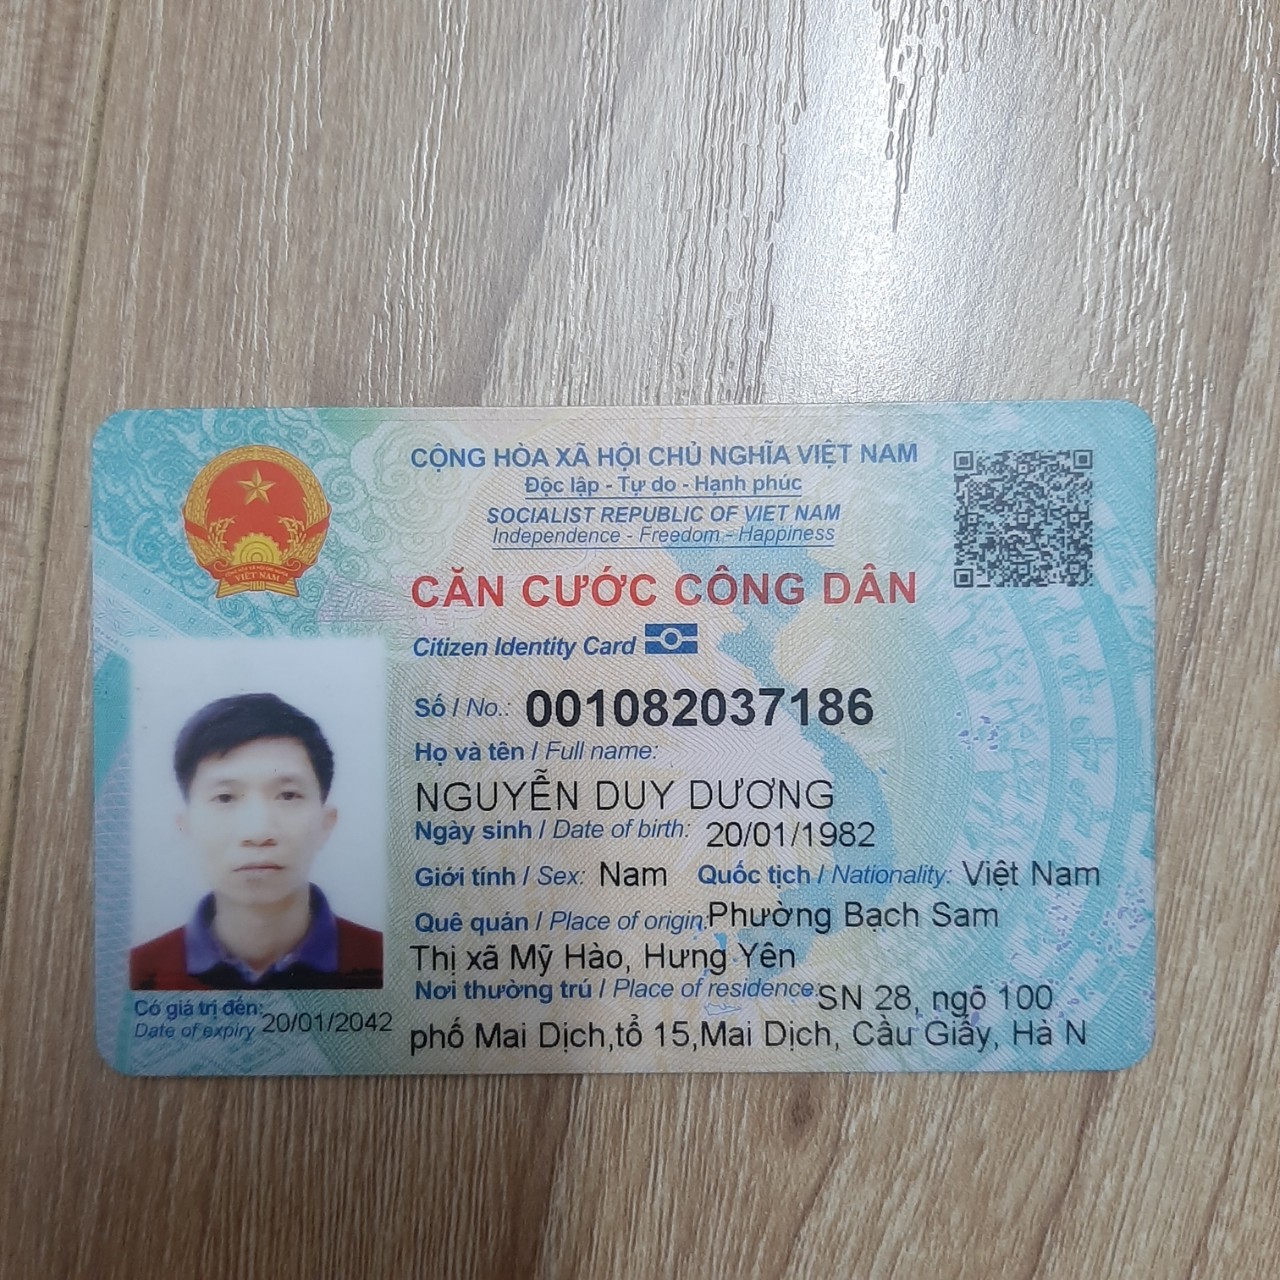 CỘNG HÒA XÃ HỘI CHỦ NGHĨA VIỆT NAM
Độc lập - Tự do - Hạnh phúc
SOCIALIST REPUBLIC OF VIET NAM
Independence - Freedom - Happiness
CĂN CƯỚC CÔNG DÂN
Citizen Identity Card
Số / No.: 001082037186
Họ và tên / Full name:
NGUYỄN DUY DƯƠNG
Ngày sinh / Date of birth: 20/01/1982
Giới tính / Sex: Nam Quốc tịch / Nationality: Việt Nam
Quê quán / Place of origin: Phường Bạch Sam
Thị xã Mỹ Hào, Hưng Yên
Nơi thường trú / Place of residence: SN 28, ngõ 100
phố Mai Dịch,tổ 15,Mai Dịch, Cầu Giấy, Hà N
Có giá trị đến: 20/01/2042
Date of expiry
VIỆT NAM